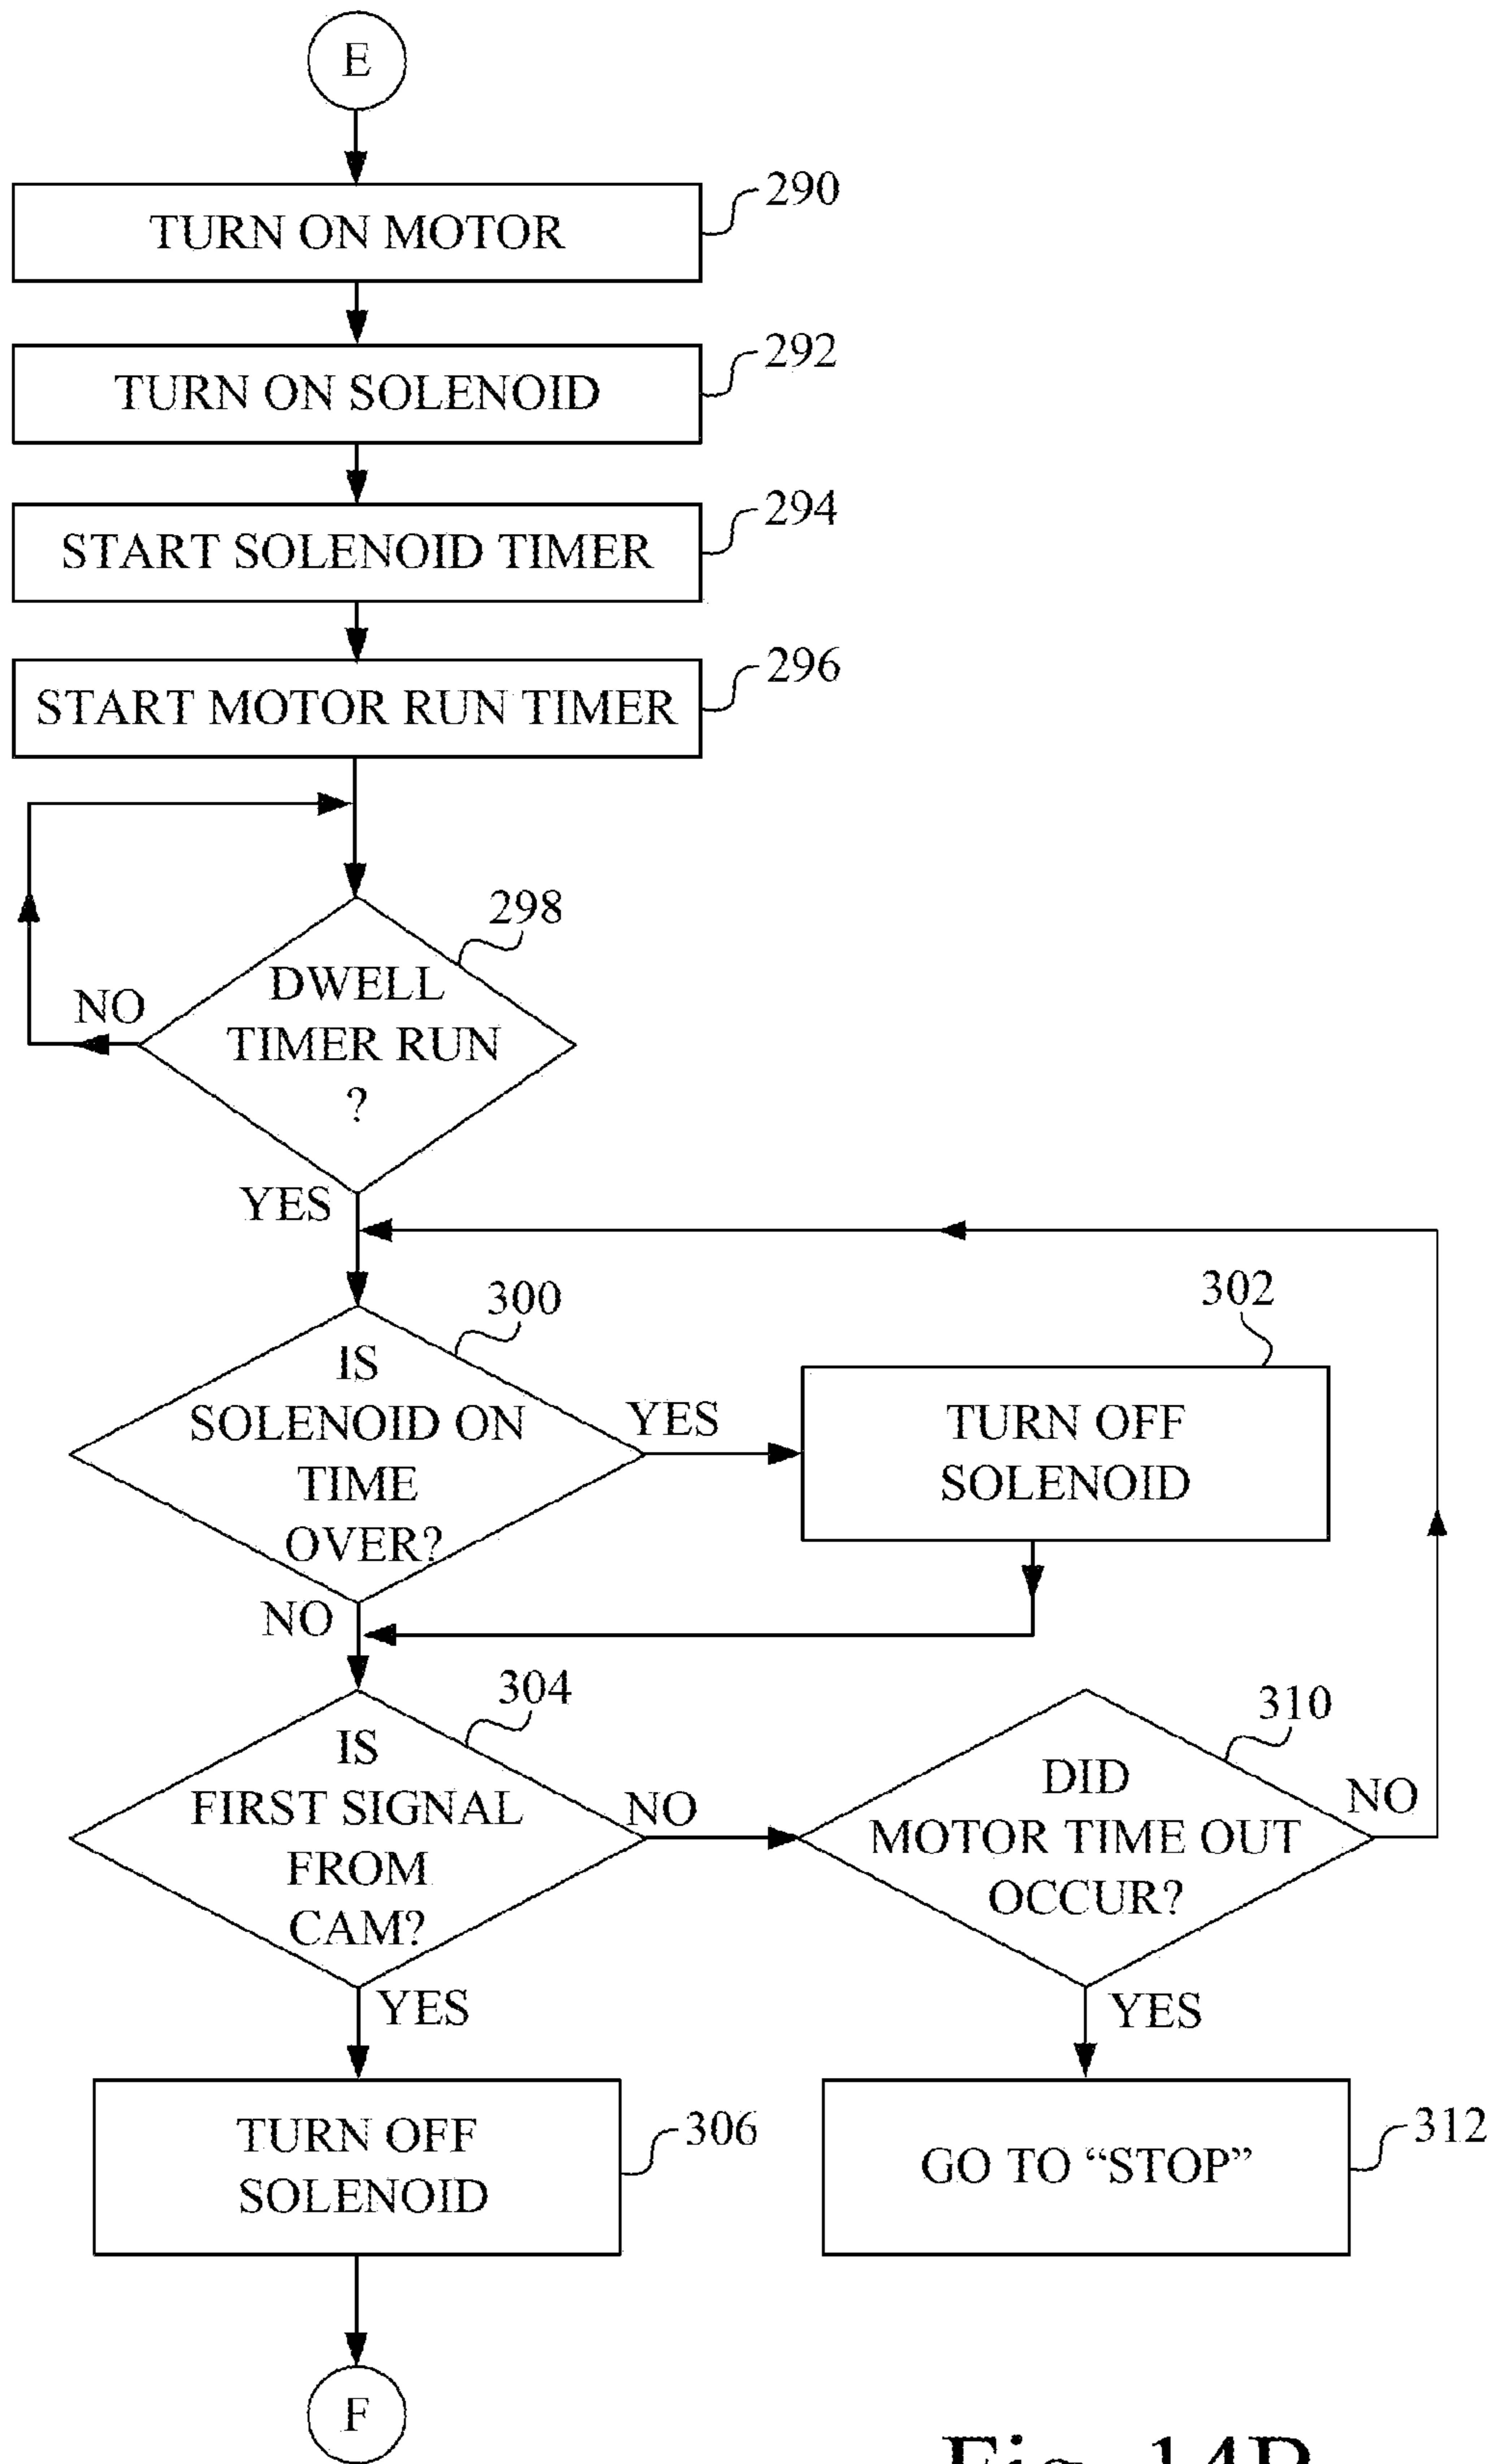 E
TURN ON MOTOR
290
TURN ON SOLENOID
292
START SOLENOID TIMER
294
START MOTOR RUN TIMER
296
298
DWELL
TIMER RUN
?
NO
YES
300
IS
SOLENOID ON
TIME
OVER?
YES
302
TURN OFF
SOLENOID
NO
304
IS
FIRST SIGNAL
FROM
CAM?
NO
310
DID
MOTOR TIME OUT
OCCUR?
NO
YES
YES
TURN OFF
SOLENOID
306
GO TO “STOP”
312
F